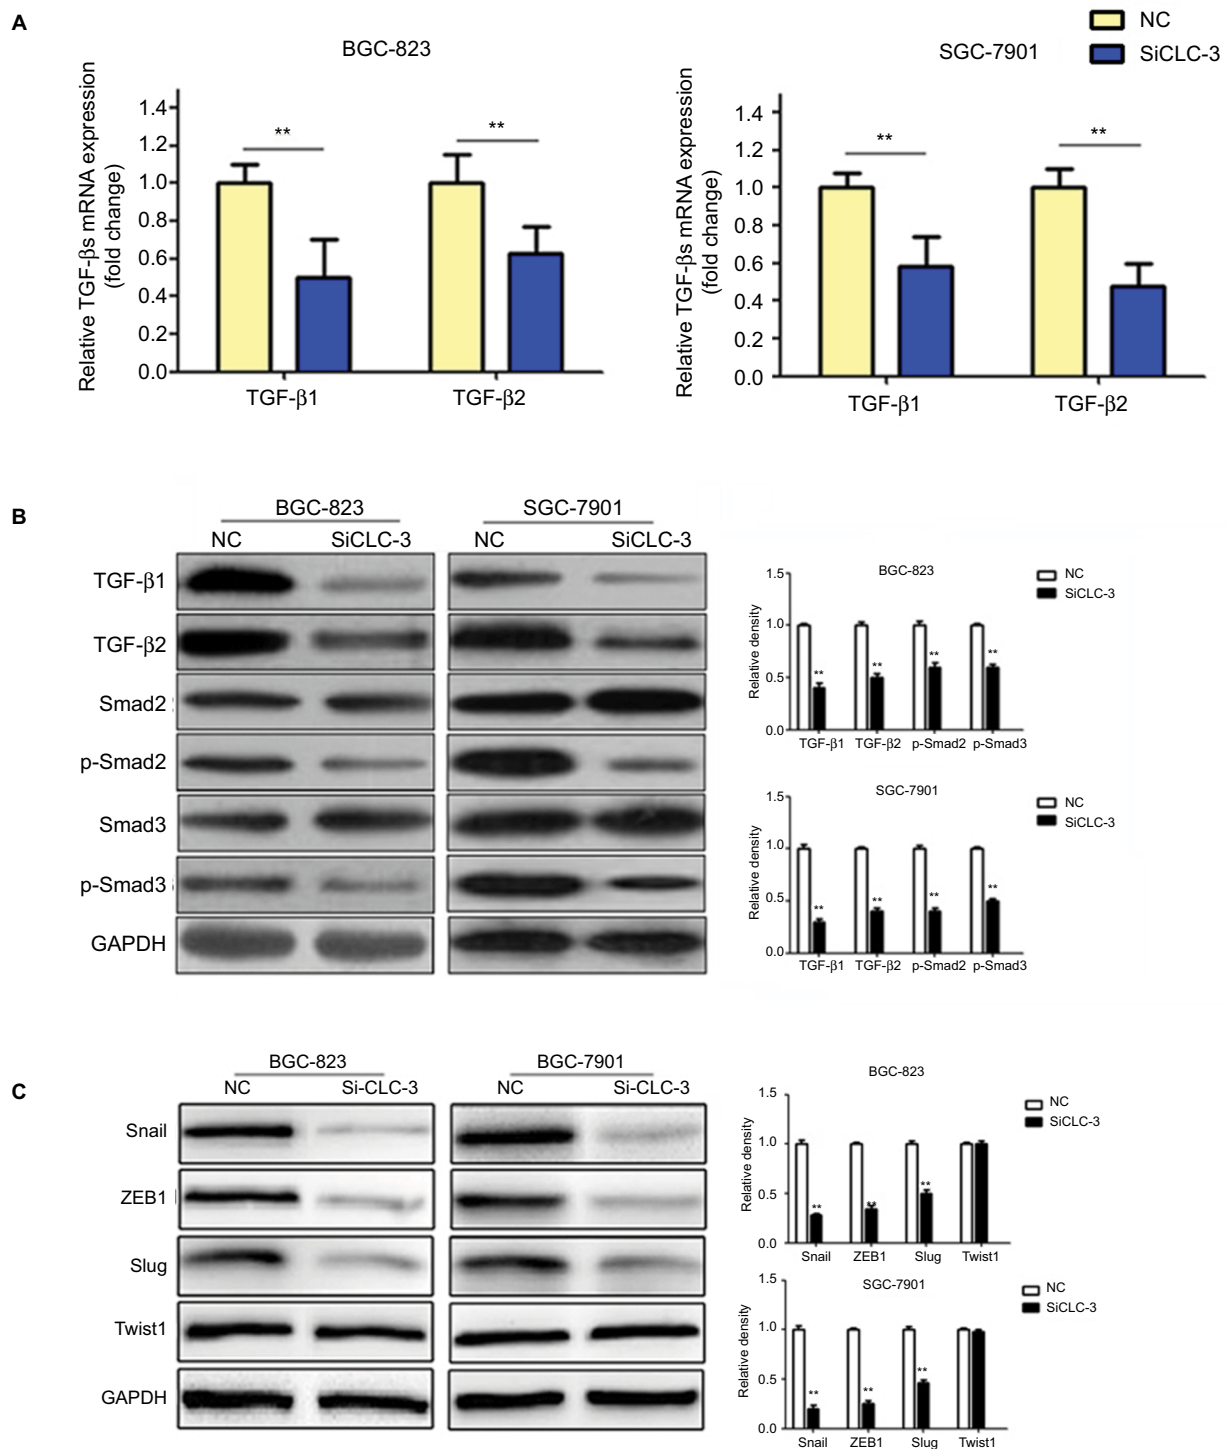 A
NC
SiCLC-3
BGC-823
SGC-7901
Relative TGF-βs mRNA expression
(fold change)
1.4
1.2
1.0
0.8
0.6
0.4
0.2
0.0
**
**
TGF-β1
TGF-β2
Relative TGF-βs mRNA expression
(fold change)
1.4
1.2
1.0
0.8
0.6
0.4
0.2
0.0
**
**
TGF-β1
TGF-β2
B
BGC-823
SGC-7901
NC
SiCLC-3
NC
SiCLC-3
TGF-β1
TGF-β2
Smad2
p-Smad2
Smad3
p-Smad3
GAPDH
BGC-823
NC
SiCLC-3
Relative density
1.5
1.0
0.5
0.0
**
**
**
**
TGF-β1
TGF-β2
p-Smad2
p-Smad3
SGC-7901
NC
SiCLC-3
Relative density
1.5
1.0
0.5
0.0
**
**
**
**
TGF-β1
TGF-β2
p-Smad2
p-Smad3
C
BGC-823
BGC-7901
NC
Si-CLC-3
NC
Si-CLC-3
Snail
ZEB1
Slug
Twist1
GAPDH
BGC-823
NC
SiCLC-3
Relative density
1.5
1.0
0.5
0.0
**
**
**
Snail
ZEB1
Slug
Twist1
SGC-7901
NC
SiCLC-3
Relative density
1.5
1.0
0.5
0.0
**
**
**
Snail
ZEB1
Slug
Twist1